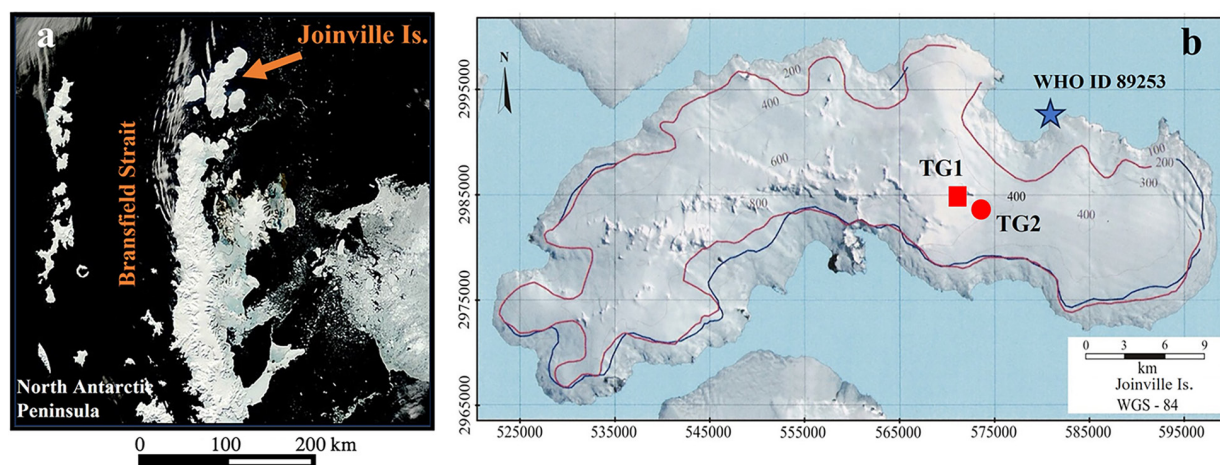 a
Joinville Is.
Bransfield Strait
North Antarctic
Peninsula
0 100 200 km
b
N
WHO ID 89253
200
400
600
800
TG1
TG2
400
400
100
200
300
2995000
2985000
2975000
2965000
525000 535000 545000 555000 565000 575000 585000 595000
0 3 6 9
km
Joinville Is.
WGS - 84